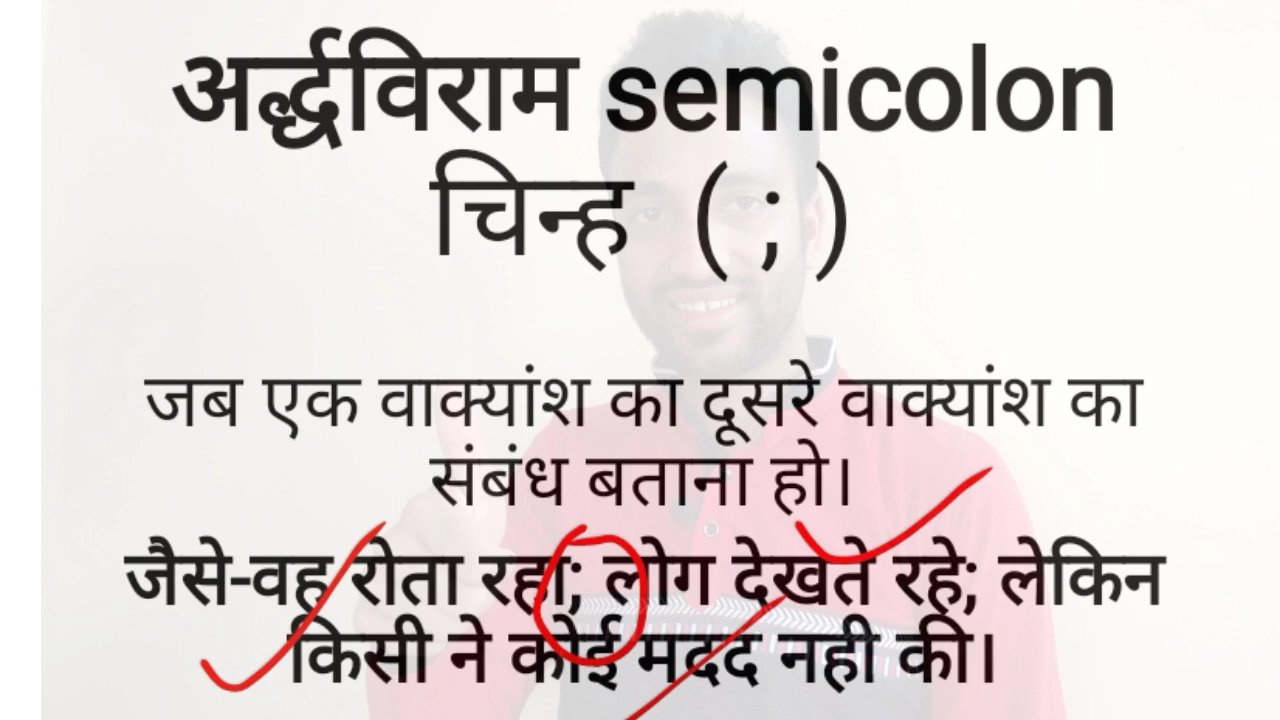 अर्द्धविराम semicolon
चिन्ह (;)
जब एक वाक्यांश का दूसरे वाक्यांश का
संबंध बताना हो।
जैसे-वह रोता रहा; लोग देखते रहे; लेकिन
किसी ने कोई मदद नही की।